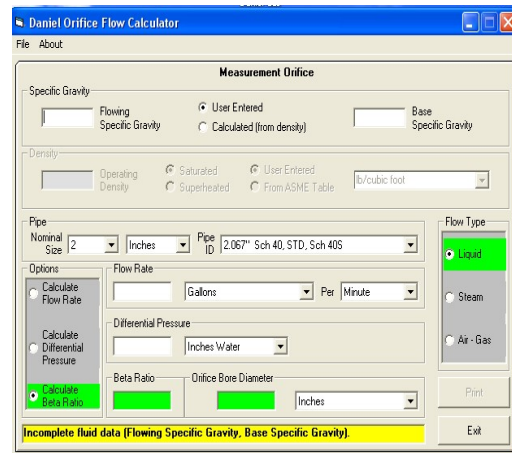 Daniel Orifice Flow Calculator
File About
Measurement Orifice
Specific Gravity
Flowing Specific Gravity
User Entered
Calculated (from density)
Base Specific Gravity
Density
Operating Density
Saturated
Superheated
User Entered
From ASME Table
lb/cubic foot
Pipe
Nominal Size 2 Inches Pipe ID 2.067" Sch 40, STD, Sch 40S
Flow Type
Liquid
Steam
Air - Gas
Options
Calculate Flow Rate
Calculate Differential Pressure
Calculate Beta Ratio
Flow Rate
Gallons Per Minute
Differential Pressure
Inches Water
Beta Ratio
Orifice Bore Diameter
Inches
Print
Exit
Incomplete fluid data (Flowing Specific Gravity, Base Specific Gravity).